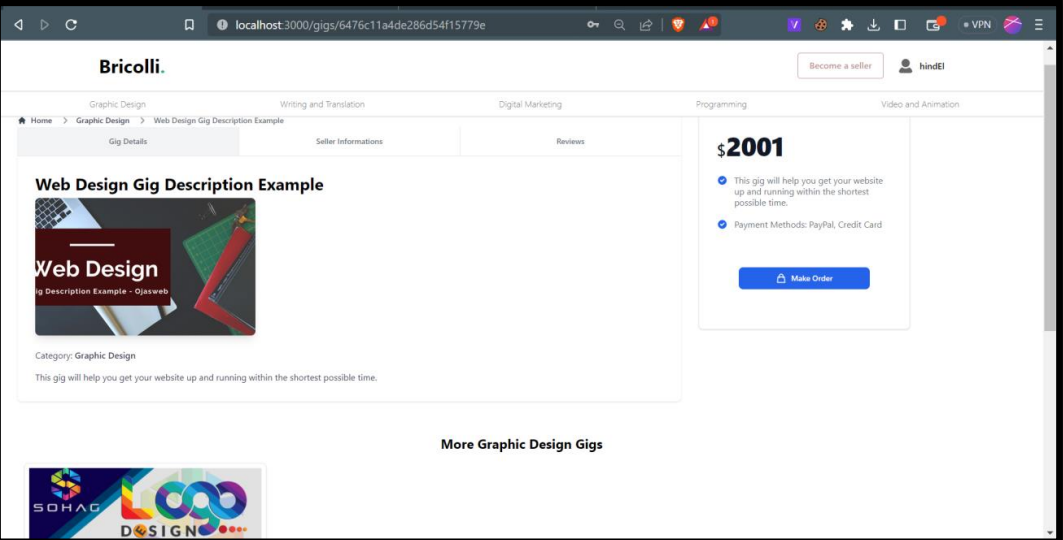 localhost:3000/gigs/6476c11a4de286d54f15779e
VPN
Bricolli.
Become a seller
hindEl
Graphic Design
Writing and Translation
Digital Marketing
Programming
Video and Animation
Home > Graphic Design > Web Design Gig Description Example
Gig Details
Seller Informations
Reviews
Web Design Gig Description Example
Web Design
ig Description Example - Ojasweb
Category: Graphic Design
This gig will help you get your website up and running within the shortest possible time.
$2001
This gig will help you get your website
up and running within the shortest
possible time.
Payment Methods: PayPal, Credit Card
Make Order
More Graphic Design Gigs
SOHAG
LOGO
DESIGN